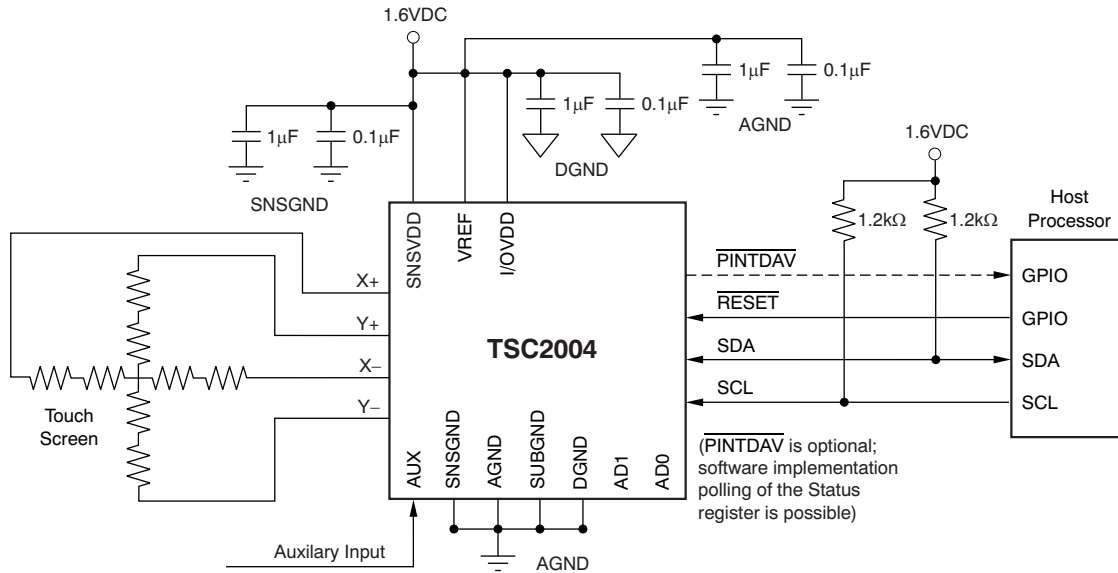 1.6VDC
1μF
0.1μF
AGND
1μF
0.1μF
DGND
1μF
0.1μF
SNSGND
1.6VDC
1.2kΩ
1.2kΩ
Host
Processor
SNSVDD
VREF
I/OVDD
X+
Y+
X−
Y−
TSC2004
PINTDAV
RESET
SDA
SCL
GPIO
GPIO
SDA
SCL
Touch
Screen
AUX
SNSGND
AGND
SUBGND
DGND
AD1
AD0
(PINTDAV is optional;
software implementation
polling of the Status
register is possible)
Auxilary Input
AGND